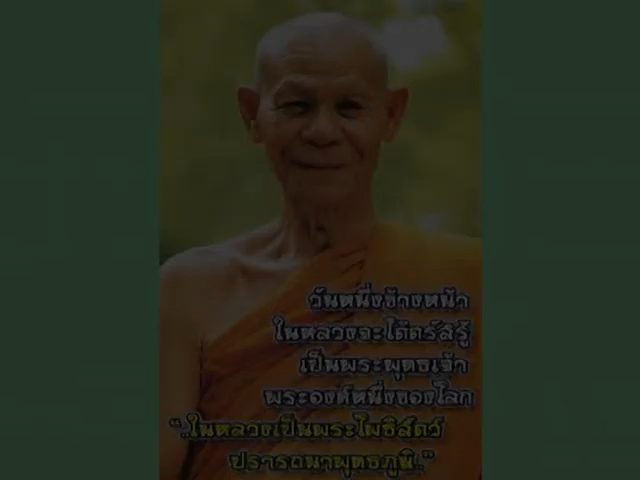 วันหนึ่งข้างหน้า
ในหลวงจะได้ตรัสรู้
เป็นพระพุทธเจ้า
พระองค์หนึ่งของโลก
"..ในหลวงเป็นพระโพธิสัตว์
ปรารถนาพุทธภูมิ.."